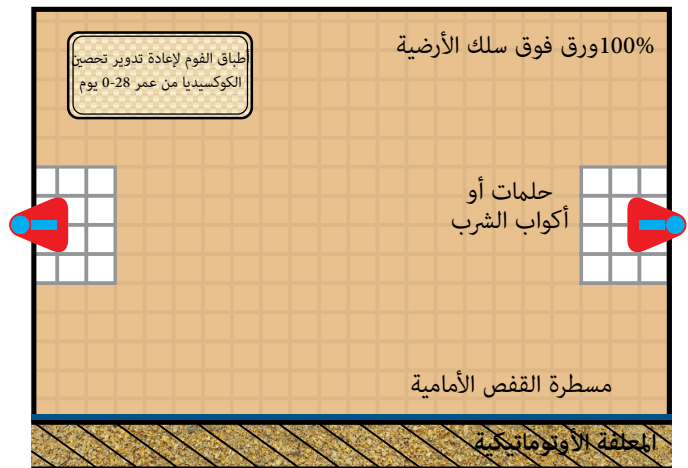 100%ورق فوق سلك الأرضية
أطباق الفوم لإعادة تدوير تحصين
الكوكسيديا من عمر 28-0 يوم
حلمات أو
أكواب الشرب
مسطرة القفص الأمامية
المعلفة الأوتوماتيكية